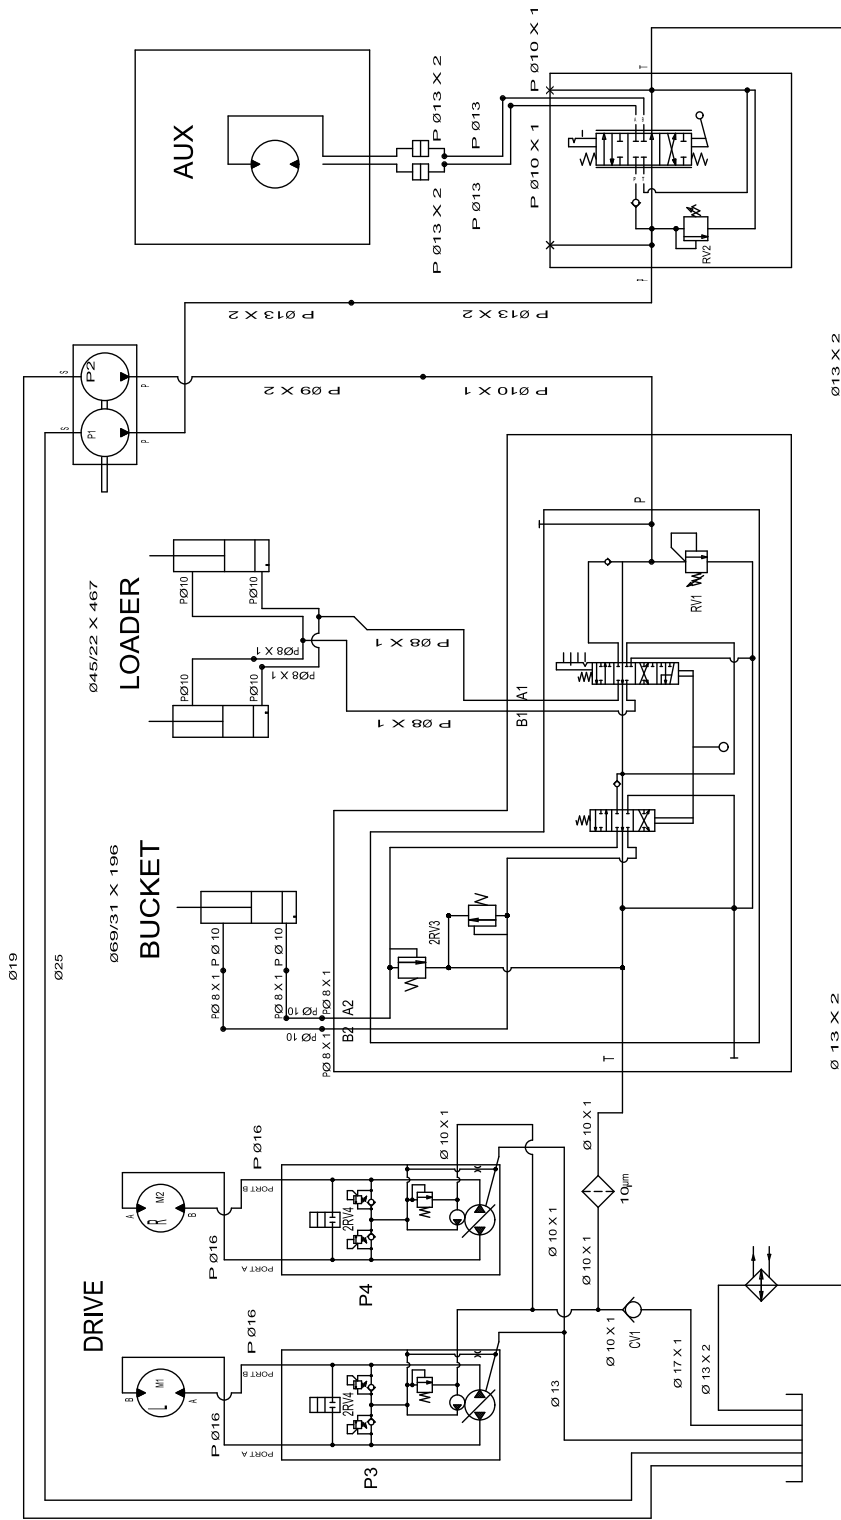 AUX
P Ø13 X 2
P Ø13
P Ø13 X 2
P Ø13
P Ø10 X 1
P Ø10 X 1
T
P
T
RV2
P
P Ø13 X 2
P Ø13 X 2
S
P2
P
S
P1
P
P Ø9 X 2
P Ø10 X 1
Ø13 X 2
Ø45/22 X 467
LOADER
PØ10
PØ10
PØ8 X 1
PØ10
PØ10
PØ8 X 1
P Ø8 X 1
P Ø8 X 1
A1
B1
P
RV1
Ø69/31 X 196
BUCKET
P Ø 10
P Ø 10
PØ 8 X 1
PØ 8 X 1
PØ 10
PØ 8 X 1
PØ 10
PØ 8 X 1
A2
B2
2RV3
T
Ø19
Ø25
Ø 13 X 2
DRIVE
A
M2
R
B
P Ø16
P Ø16
PORT B
PORT A
2RV4
P4
Ø 10 X 1
Ø 10 X 1
10µm
Ø 10 X 1
Ø 10 X 1
B
M1
L
A
P Ø16
P Ø16
PORT B
PORT A
2RV4
P3
Ø 10 X 1
CV1
Ø 13
Ø 17 X 1
Ø 13 X 2